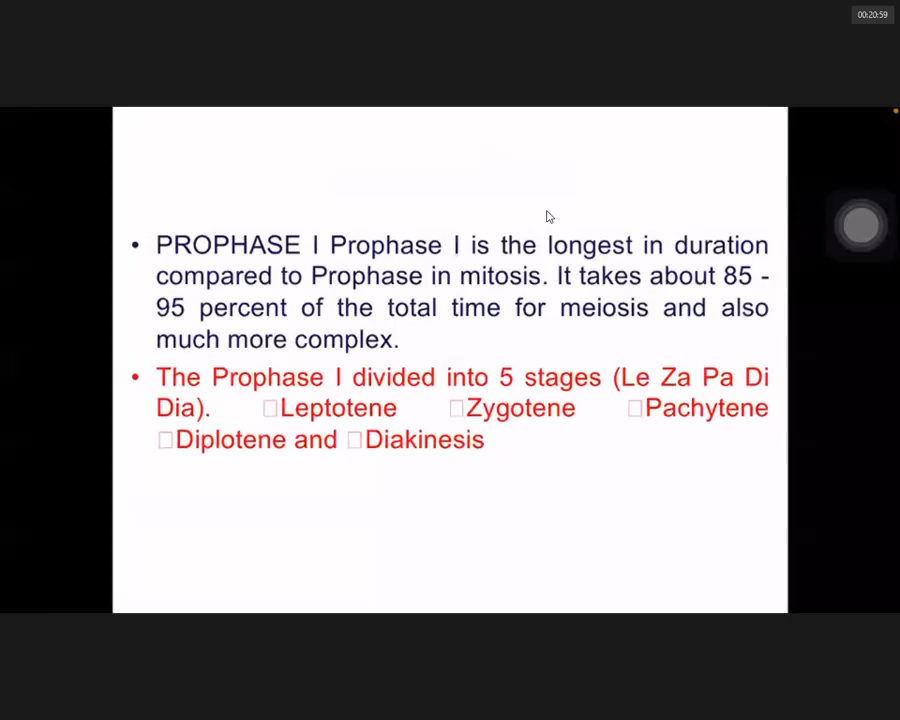 00:20:59
• PROPHASE I Prophase I is the longest in duration
compared to Prophase in mitosis. It takes about 85 -
95 percent of the total time for meiosis and also
much more complex.
• The Prophase I divided into 5 stages (Le Za Pa Di
Dia). □Leptotene □Zygotene □Pachytene
□Diplotene and □Diakinesis